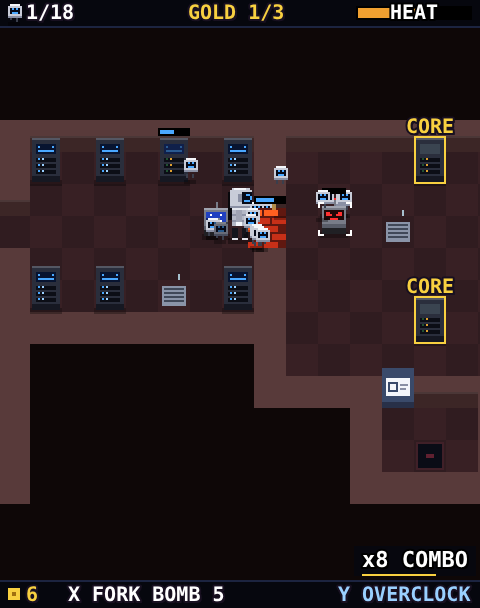 1/18 GOLD 1/3 HEAT
CORE
CORE
x8 COMBO
6 X FORK BOMB 5 Y OVERCLOCK